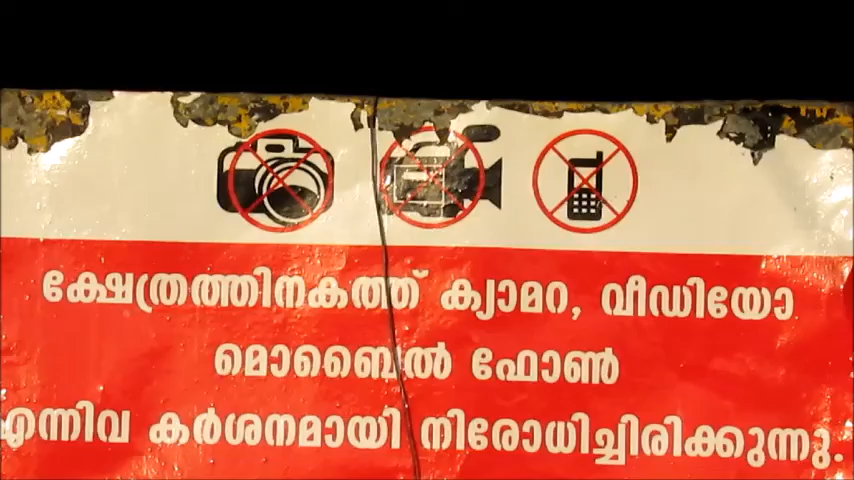 ക്ഷേത്രത്തിനകത്ത് ക്യാമറ, വീഡിയോ
മൊബൈൽ ഫോൺ
എന്നിവ കർശനമായി നിരോധിച്ചിരിക്കുന്നു.